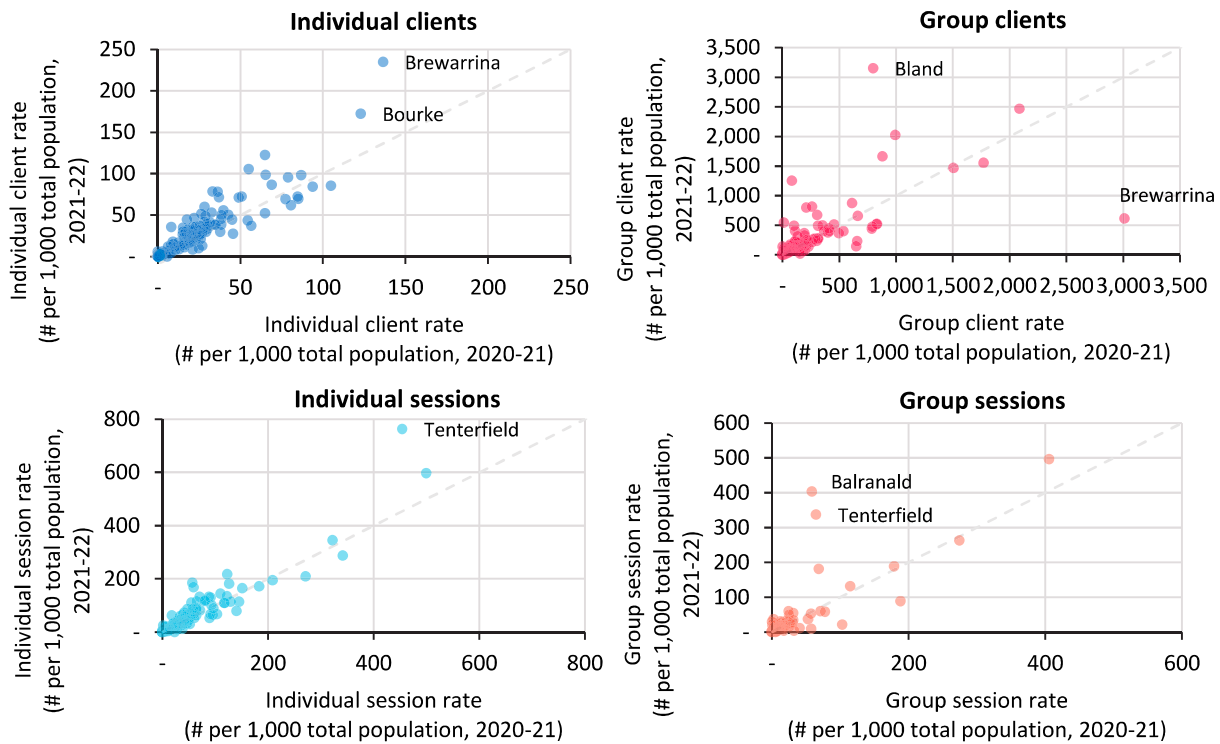 Individual clients
250
200
150
100
50
-
Brewarrina
Bourke
Individual client rate
(# per 1,000 total population,
2021-22)
- 50 100 150 200 250
Individual client rate
(# per 1,000 total population, 2020-21)
Group clients
3,500
3,000
2,500
2,000
1,500
1,000
500
-
Bland
Brewarrina
Group client rate
(# per 1,000 total population,
2021-22)
- 500 1,000 1,500 2,000 2,500 3,000 3,500
Group client rate
(# per 1,000 total population, 2020-21)
Individual sessions
800
600
400
200
-
Tenterfield
Individual session rate
(# per 1,000 total population,
2021-22)
- 200 400 600 800
Individual session rate
(# per 1,000 total population, 2020-21)
Group sessions
600
500
400
300
200
100
-
Balranald
Tenterfield
Group session rate
(# per 1,000 total population,
2021-22)
- 200 400 600
Group session rate
(# per 1,000 total population, 2020-21)